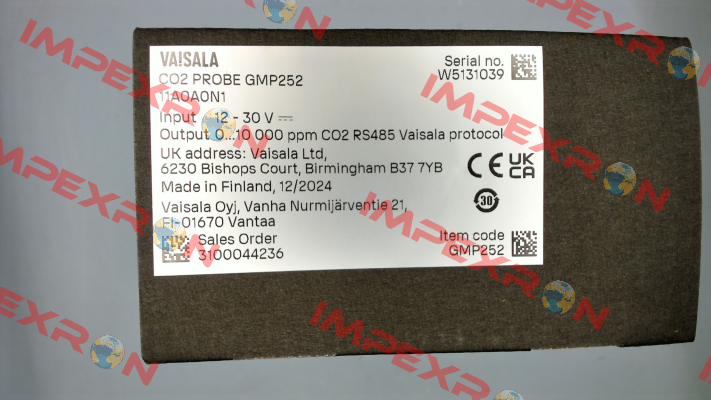 VAISALA
CO2 PROBE GMP252
11A0A0N1
Input 12 - 30 V
Output 0...10 000 ppm CO2 RS485 Vaisala protocol
UK address: Vaisala Ltd,
6230 Bishops Court, Birmingham B37 7YB
Made in Finland, 12/2024
Vaisala Oyj, Vanha Nurmijärventie 21,
FI-01670 Vantaa
Sales Order
3100044236
Serial no.
W5131039
CE UK CA
30
Item code
GMP252
IMPEXRON
IMPEXRON
IMPEXRON
IMPEXRON
IMPEXRON
IMPEXRON
IMPEXRON